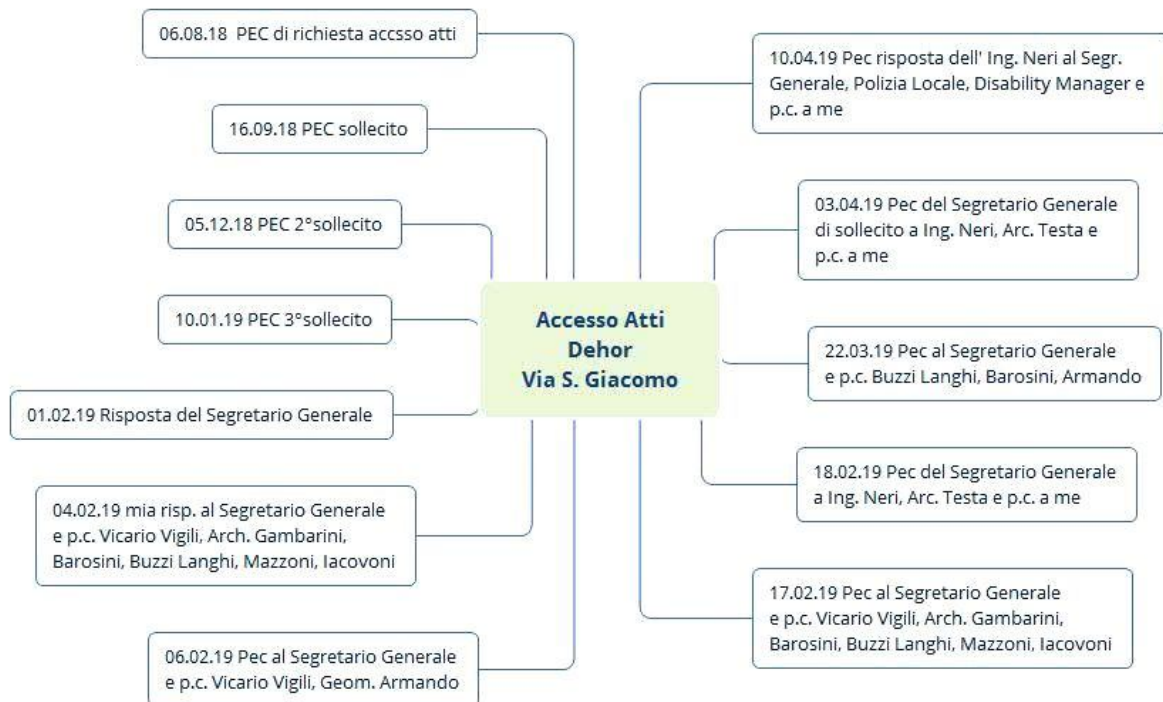 06.08.18 PEC di richiesta accsso atti
16.09.18 PEC sollecito
05.12.18 PEC 2°sollecito
10.01.19 PEC 3°sollecito
01.02.19 Risposta del Segretario Generale
04.02.19 mia risp. al Segretario Generale
e p.c. Vicario Vigili, Arch. Gambarini,
Barosini, Buzzi Langhi, Mazzoni, Iacovoni
06.02.19 Pec al Segretario Generale
e p.c. Vicario Vigili, Geom. Armando
Accesso Atti
Dehor
Via S. Giacomo
10.04.19 Pec risposta dell' Ing. Neri al Segr.
Generale, Polizia Locale, Disability Manager e
p.c. a me
03.04.19 Pec del Segretario Generale
di sollecito a Ing. Neri, Arc. Testa e
p.c. a me
22.03.19 Pec al Segretario Generale
e p.c. Buzzi Langhi, Barosini, Armando
18.02.19 Pec del Segretario Generale
a Ing. Neri, Arc. Testa e p.c. a me
17.02.19 Pec al Segretario Generale
e p.c. Vicario Vigili, Arch. Gambarini,
Barosini, Buzzi Langhi, Mazzoni, Iacovoni